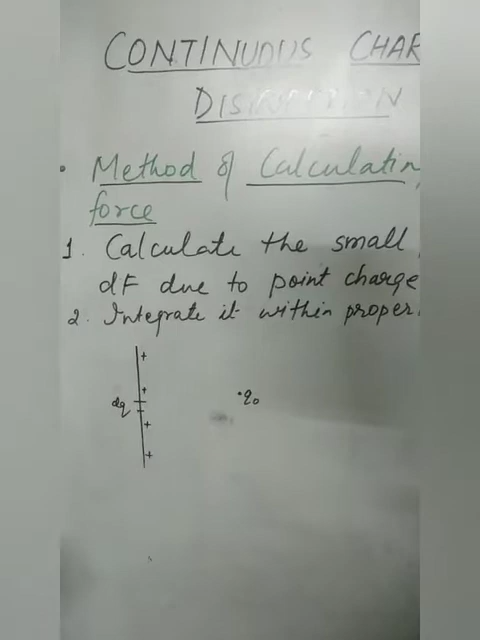 CONTINUOUS CHAR
• Method of Calculating
force
1. Calculate the small
dF due to point charge
2. Integrate it within proper
+
+
dq
•q₀
+
+